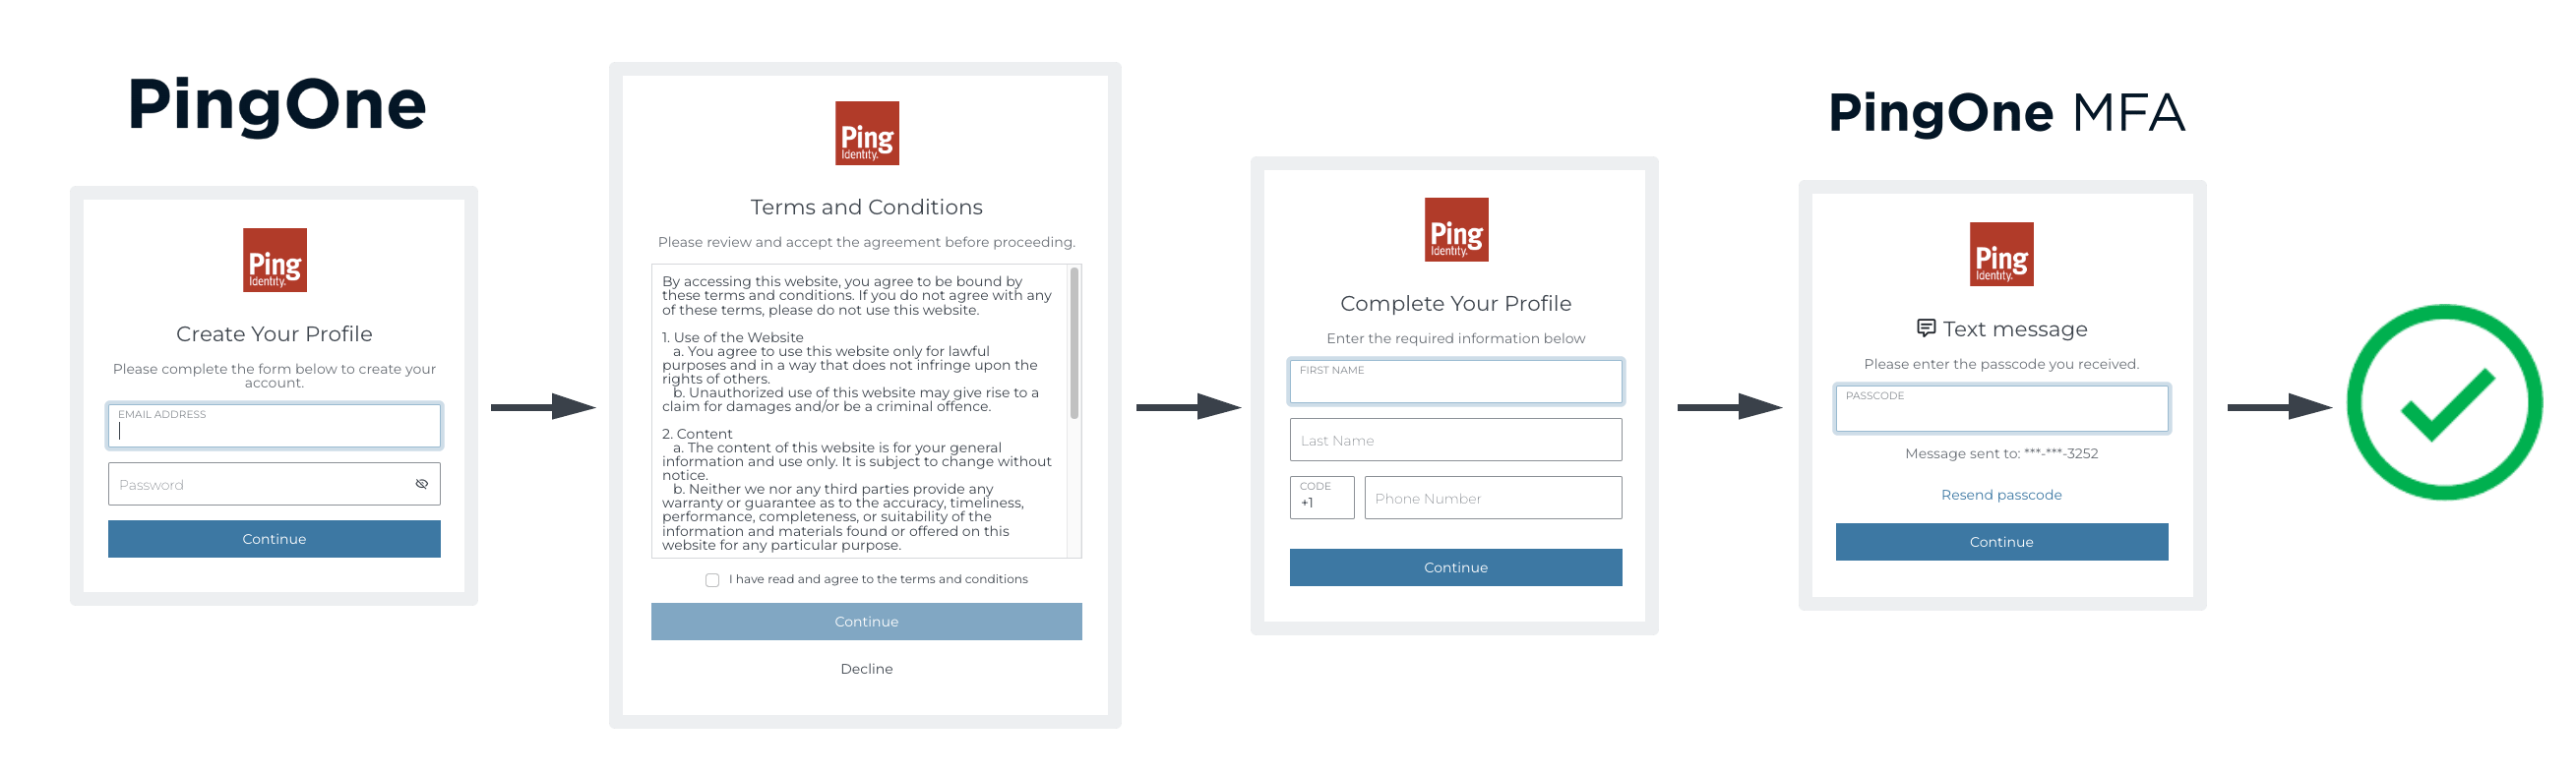 PingOne
Ping
Identity.
Create Your Profile
Please complete the form below to create your
account.
EMAIL ADDRESS
Password
Continue
Ping
Identity.
Terms and Conditions
Please review and accept the agreement before proceeding.
By accessing this website, you agree to be bound by
these terms and conditions. If you do not agree with any
of these terms, please do not use this website.
1. Use of the Website
a. You agree to use this website only for lawful
purposes and in a way that does not infringe upon the
rights of others.
b. Unauthorized use of this website may give rise to a
claim for damages and/or be a criminal offence.
2. Content
a. The content of this website is for your general
information and use only. It is subject to change without
notice.
b. Neither we nor any third parties provide any
warranty or guarantee as to the accuracy, timeliness,
performance, completeness, or suitability of the
information and materials found or offered on this
website for any particular purpose.
I have read and agree to the terms and conditions
Continue
Decline
Ping
Identity.
Complete Your Profile
Enter the required information below
FIRST NAME
Last Name
CODE
+1
Phone Number
Continue
PingOne MFA
Ping
Identity.
Text message
Please enter the passcode you received.
PASSCODE
Message sent to: ***-***-3252
Resend passcode
Continue